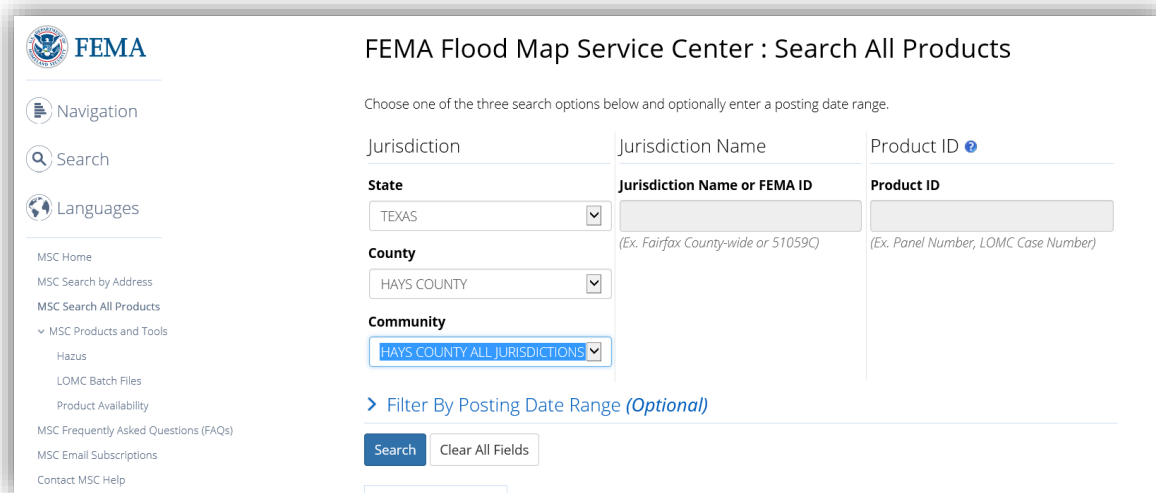 FEMA
Navigation
Search
Languages
MSC Home
MSC Search by Address
MSC Search All Products
MSC Products and Tools
Hazus
LOMC Batch Files
Product Availability
MSC Frequently Asked Questions (FAQs)
MSC Email Subscriptions
Contact MSC Help
FEMA Flood Map Service Center : Search All Products
Choose one of the three search options below and optionally enter a posting date range.
Jurisdiction
State
TEXAS
County
HAYS COUNTY
Community
HAYS COUNTY ALL JURISDICTIONS
Jurisdiction Name
Jurisdiction Name or FEMA ID
(Ex. Fairfax County-wide or 51059C)
Product ID ?
Product ID
(Ex. Panel Number, LOMC Case Number)
Filter By Posting Date Range (Optional)
Search Clear All Fields